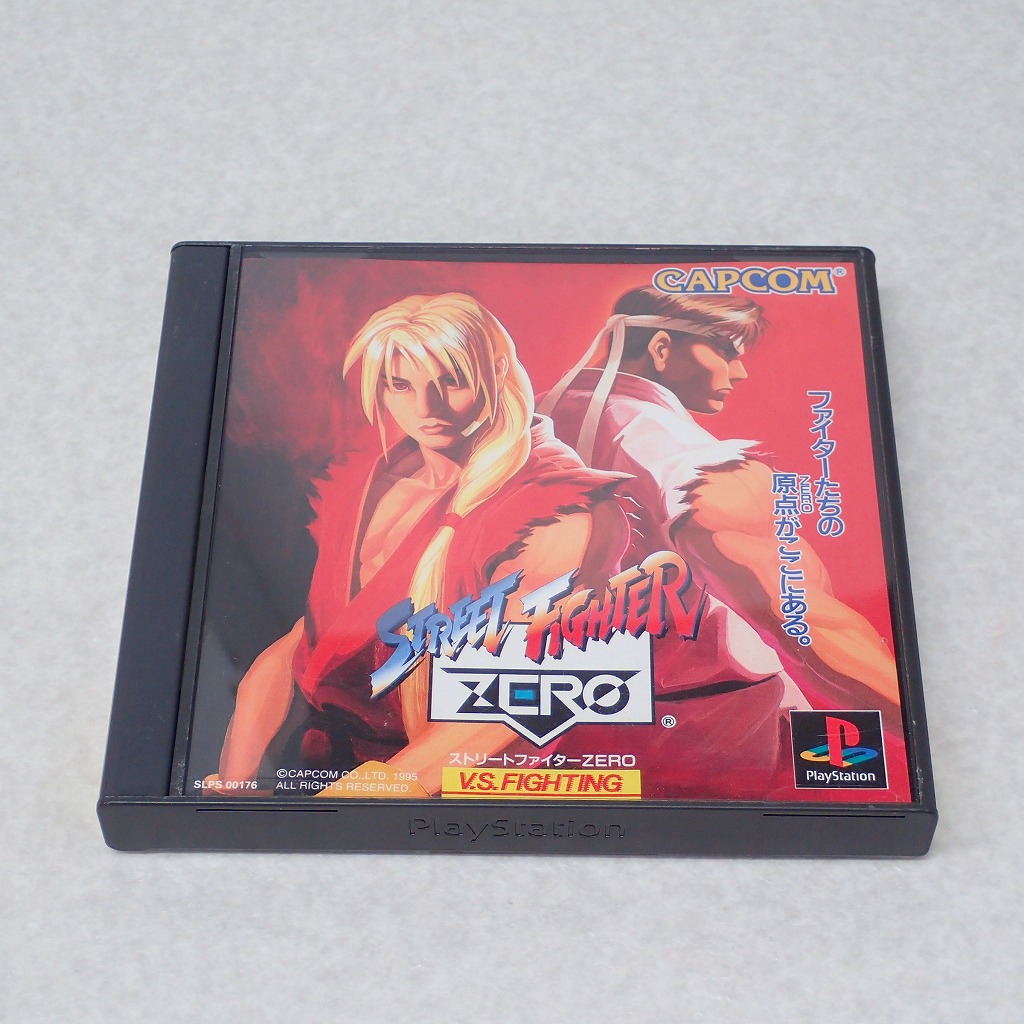 CAPCOM®
ファイターたちの
原点がここにある。
ZERO
STREET FIGHTER
ZERO
®
ストリートファイターZERO
V.S. FIGHTING
SLPS 00176
©CAPCOM CO., LTD. 1995
ALL RIGHTS RESERVED.
PlayStation
PlayStation